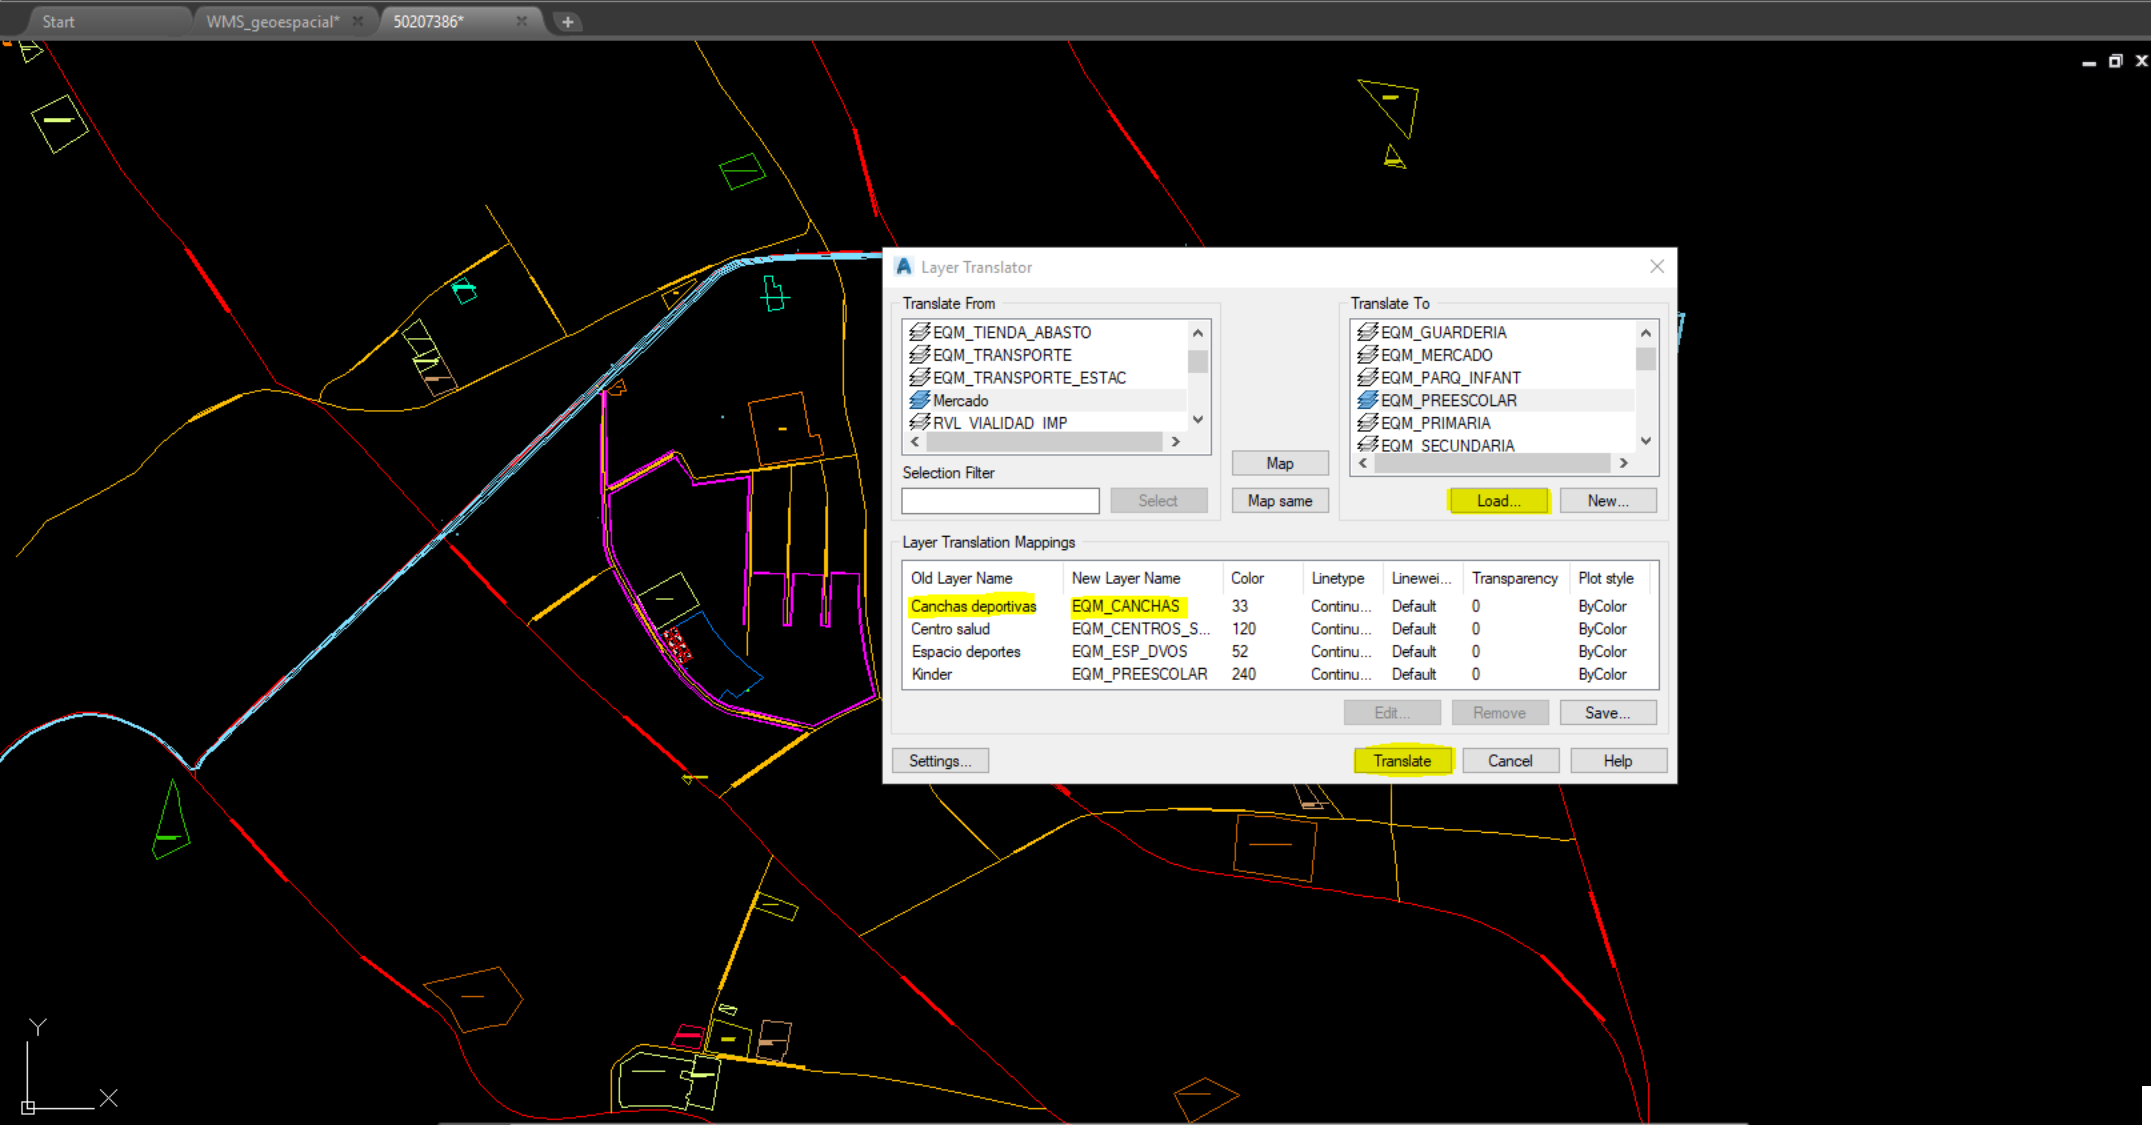 Start
WMS_geoespacial*
50207386*
Layer Translator
Translate From
EQM_TIENDA_ABASTO
EQM_TRANSPORTE
EQM_TRANSPORTE_ESTAC
Mercado
RVL_VIALIDAD_IMP
Selection Filter
Select
Map
Map same
Translate To
EQM_GUARDERIA
EQM_MERCADO
EQM_PARQ_INFANT
EQM_PREESCOLAR
EQM_PRIMARIA
EQM_SECUNDARIA
Load...
New...
Layer Translation Mappings
Old Layer Name New Layer Name Color Linetype Linewei... Transparency Plot style
Canchas deportivas EQM_CANCHAS 33 Continu... Default 0 ByColor
Centro salud EQM_CENTROS_S... 120 Continu... Default 0 ByColor
Espacio deportes EQM_ESP_DVOS 52 Continu... Default 0 ByColor
Kinder EQM_PREESCOLAR 240 Continu... Default 0 ByColor
Edit... Remove Save...
Settings... Translate Cancel Help
Y
X